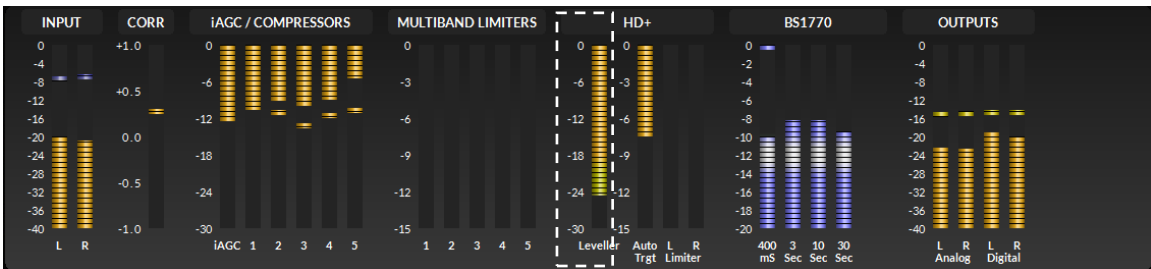 INPUT CORR iAGC / COMPRESSORS MULTIBAND LIMITERS HD+ BS1770 OUTPUTS
0 +1.0 0 0 0 0 0 0
-4 -2 -4
-8 -6 -3 -6 -3 -4 -8
-12 +0.5 -6 -12
-16 -12 -6 -12 -6 -8 -16
-20 0.0 -10 -20
-24 -18 -9 -18 -9 -12 -24
-28 -14 -28
-32 -0.5 -24 -12 -24 -12 -16 -32
-36 -18 -36
-40 -1.0 -30 -15 -30 -15 -20 -40
L R iAGC 1 2 3 4 5 1 2 3 4 5 Leveller Auto L R 400 3 10 30 L R L R
Trgt Limiter mS Sec Sec Sec Analog Digital